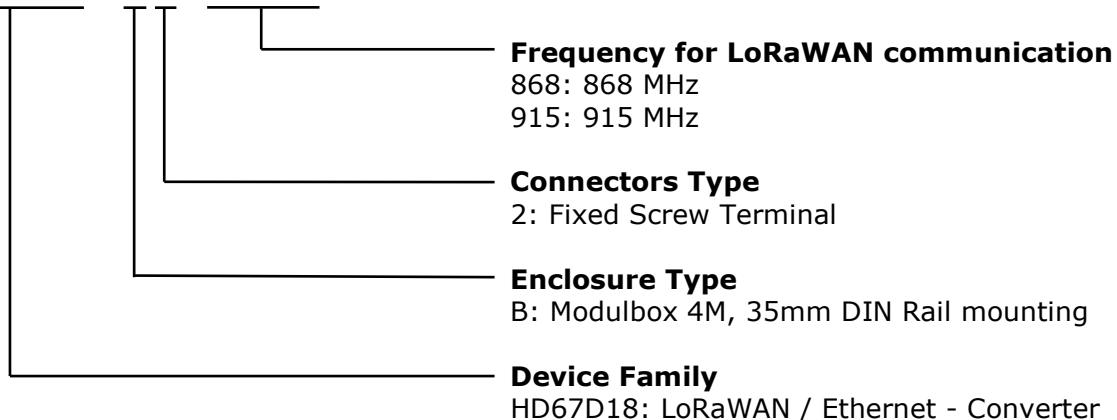 Frequency for LoRaWAN communication
868: 868 MHz
915: 915 MHz
Connectors Type
2: Fixed Screw Terminal
Enclosure Type
B: Modulbox 4M, 35mm DIN Rail mounting
Device Family
HD67D18: LoRaWAN / Ethernet - Converter